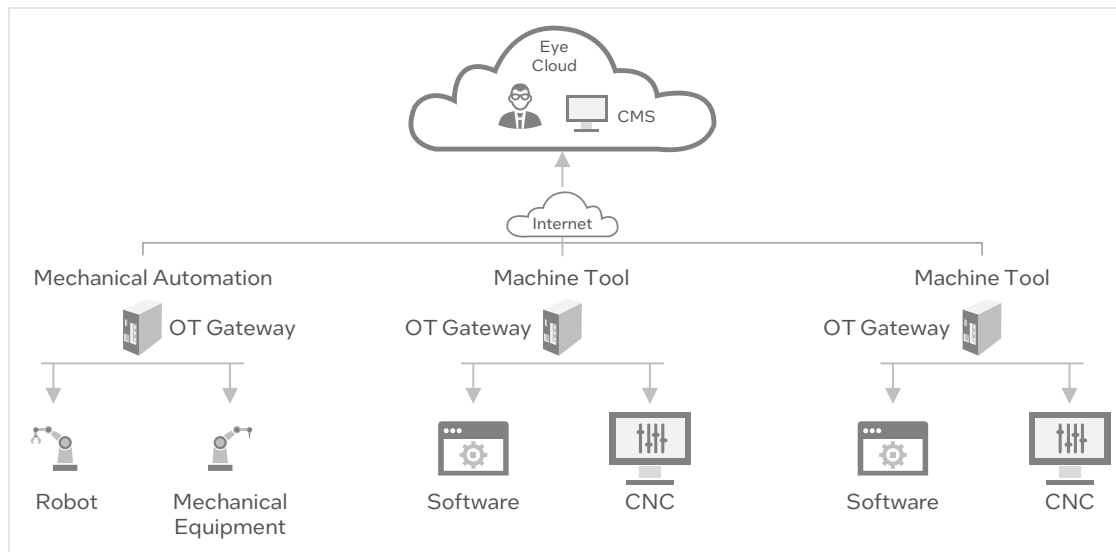 Eye
Cloud
CMS
Internet
Mechanical Automation
Machine Tool
Machine Tool
OT Gateway
OT Gateway
OT Gateway
Robot
Mechanical
Equipment
Software
CNC
Software
CNC